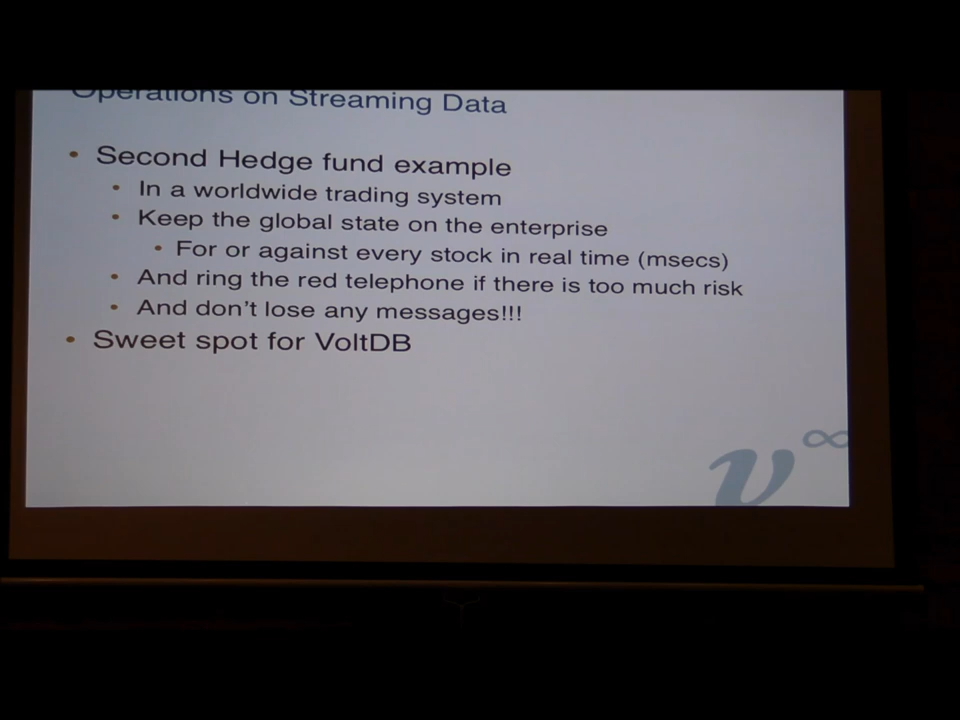 Operations on Streaming Data
• Second Hedge fund example
• In a worldwide trading system
• Keep the global state on the enterprise
• For or against every stock in real time (msecs)
• And ring the red telephone if there is too much risk
• And don't lose any messages!!!
• Sweet spot for VoltDB
v∞